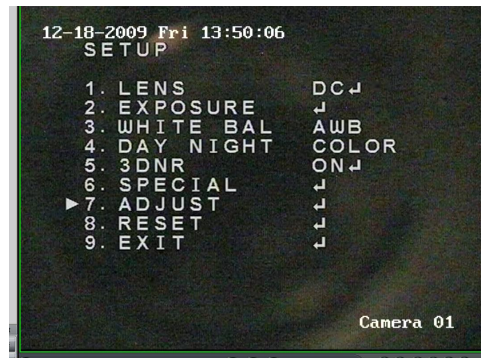 12-18-2009 Fri 13:50:06
SETUP
1. LENS DC↵
2. EXPOSURE ↵
3. WHITE BAL AWB
4. DAY NIGHT COLOR
5. 3DNR ON↵
6. SPECIAL ↵
►7. ADJUST ↵
8. RESET ↵
9. EXIT ↵
Camera 01